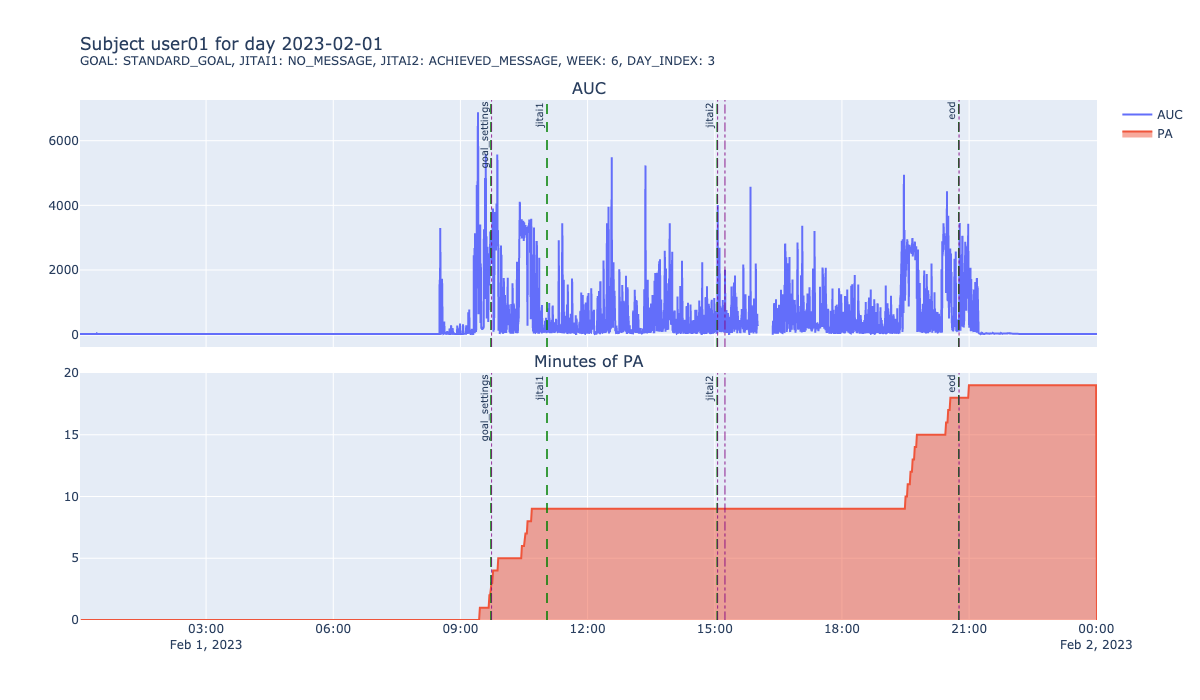 Subject user01 for day 2023-02-01
GOAL: STANDARD_GOAL, JITAI1: NO_MESSAGE, JITAI2: ACHIEVED_MESSAGE, WEEK: 6, DAY_INDEX: 3
AUC
goal_settings
jitai1
jitai2
eod
AUC
PA
6000
4000
2000
0
Minutes of PA
goal_settings
jitai1
jitai2
eod
20
15
10
5
0
03:00
06:00
09:00
12:00
15:00
18:00
21:00
00:00
Feb 1, 2023
Feb 2, 2023